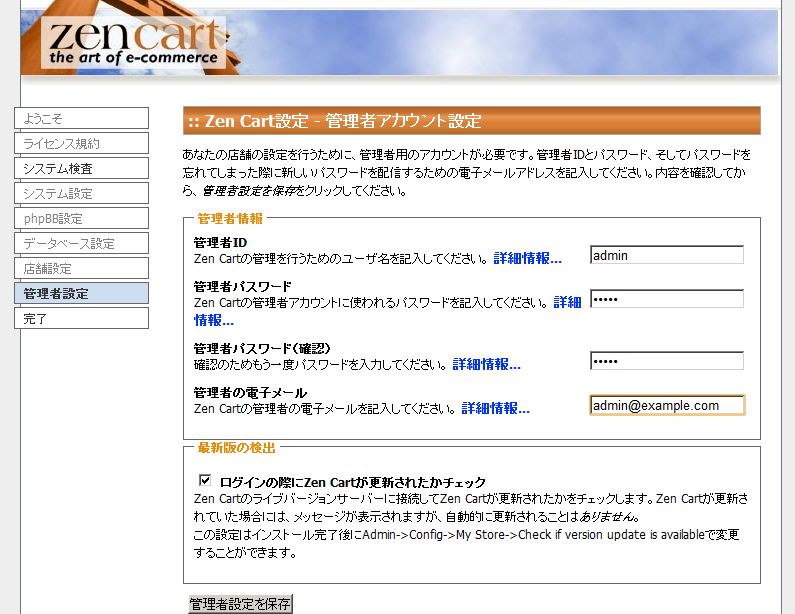 zen cart
the art of e-commerce
ようこそ
ライセンス規約
システム検査
システム設定
phpBB設定
データベース設定
店舗設定
管理者設定
完了
:: Zen Cart設定 - 管理者アカウント設定
あなたの店舗の設定を行うために、管理者用のアカウントが必要です。管理者IDとパスワード、そしてパスワードを
忘れてしまった際に新しいパスワードを配信するための電子メールアドレスを記入してください。内容を確認してか
ら、管理者設定を保存をクリックしてください。
管理者情報
管理者ID
Zen Cartの管理を行うためのユーザ名を記入してください。 詳細情報...
admin
管理者パスワード
Zen Cartの管理者アカウントに使われるパスワードを記入してください。 詳細
情報...
•••••
管理者パスワード(確認)
確認のためもう一度パスワードを入力してください。 詳細情報...
•••••
管理者の電子メール
Zen Cartの管理者の電子メールを記入してください。 詳細情報...
admin@example.com
最新版の検出
ログインの際にZen Cartが更新されたかチェック
Zen Cartのライブバージョンサーバーに接続してZen Cartが更新されたかをチェックします。Zen Cartが更新さ
れていた場合には、メッセージが表示されますが、自動的に更新されることはありません。
この設定はインストール完了後にAdmin->Config->My Store->Check if version update is availableで変更
することができます。
管理者設定を保存